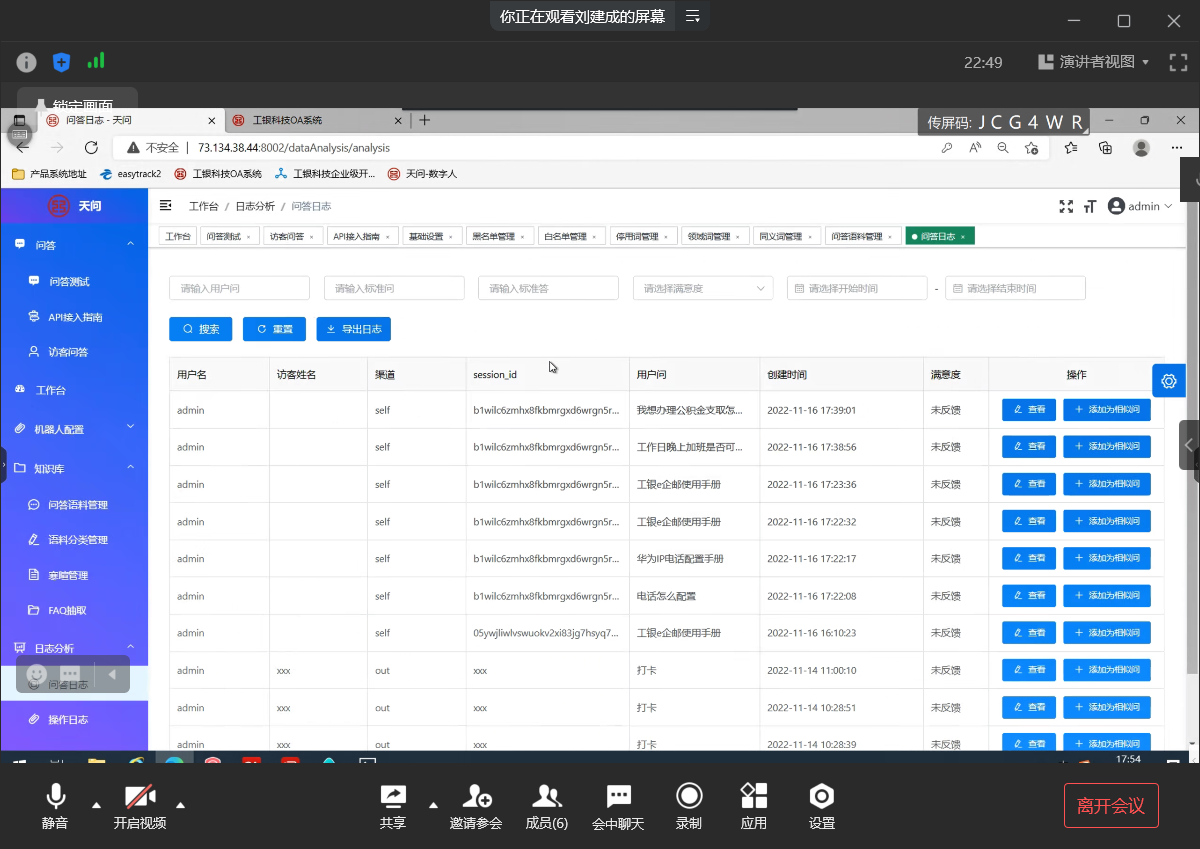 你正在观看刘建成的屏幕
22:49
演讲者视图
锁定画面
问答日志 - 天问
工银科技OA系统
传屏码: J C G 4 W R
不安全 | 73.134.38.44:8002/dataAnalysis/analysis
产品系统地址 easytrack2 工银科技OA系统 工银科技企业级开... 天问-数字人
天问
工作台 / 日志分析 / 问答日志
admin
工作台 问答测试 × 访客问答 × API接入指南 × 基础设置 × 黑名单管理 × 白名单管理 × 停用词管理 × 领域词管理 × 同义词管理 × 问答语料管理 × 问答日志 ×
问答
问答测试
API接入指南
访客问答
工作台
机器人配置
知识库
问答语料管理
语料分类管理
寒暄管理
FAQ抽取
日志分析
问答日志
操作日志
请输入用户问 请输入标准问 请输入标准答 请选择满意度 请选择开始时间 - 请选择结束时间
搜索 重置 导出日志
用户名 访客姓名 渠道 session_id 用户问 创建时间 满意度 操作
admin self b1wilc6zmhx8fkbmrgxd6wrgn5r... 我想办理公积金支取怎... 2022-11-16 17:39:01 未反馈 查看 添加为相似问
admin self b1wilc6zmhx8fkbmrgxd6wrgn5r... 工作日晚上加班是否可... 2022-11-16 17:38:56 未反馈 查看 添加为相似问
admin self b1wilc6zmhx8fkbmrgxd6wrgn5r... 工银e企邮使用手册 2022-11-16 17:23:36 未反馈 查看 添加为相似问
admin self b1wilc6zmhx8fkbmrgxd6wrgn5r... 工银e企邮使用手册 2022-11-16 17:22:32 未反馈 查看 添加为相似问
admin self b1wilc6zmhx8fkbmrgxd6wrgn5r... 华为IP电话配置手册 2022-11-16 17:22:17 未反馈 查看 添加为相似问
admin self b1wilc6zmhx8fkbmrgxd6wrgn5r... 电话怎么配置 2022-11-16 17:22:08 未反馈 查看 添加为相似问
admin self 05ywjliwlvswuokv2xi83jg7hsyq7... 工银e企邮使用手册 2022-11-16 16:10:23 未反馈 查看 添加为相似问
admin xxx out xxx 打卡 2022-11-14 11:00:10 未反馈 查看 添加为相似问
admin xxx out xxx 打卡 2022-11-14 10:28:51 未反馈 查看 添加为相似问
admin xxx out xxx 打卡 2022-11-14 10:28:39 未反馈 查看 添加为相似问
17:54
静音 开启视频 共享 邀请参会 成员(6) 会中聊天 录制 应用 设置 离开会议